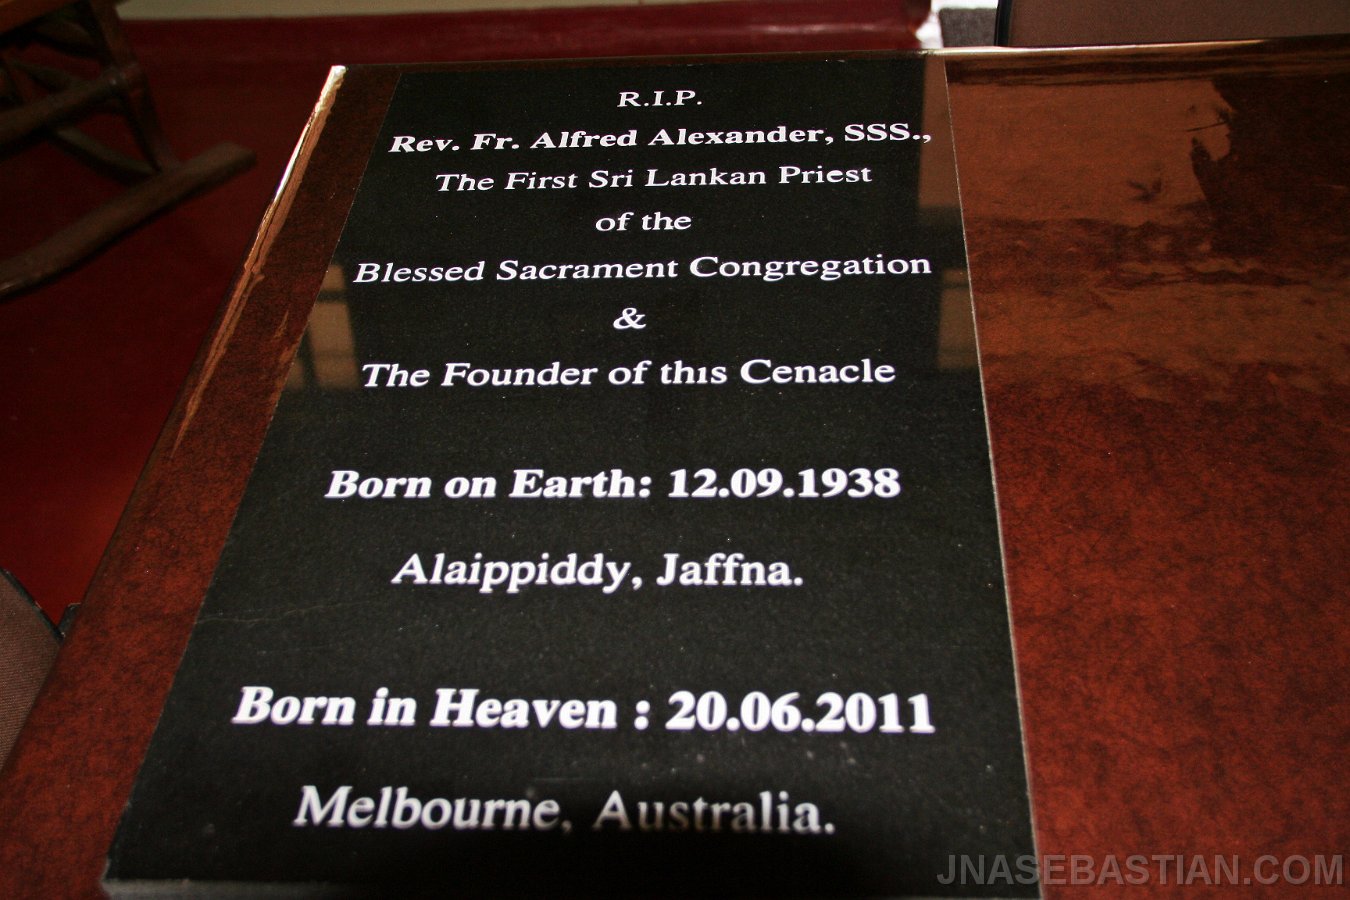 R.I.P.
Rev. Fr. Alfred Alexander, SSS.,
The First Sri Lankan Priest
of the
Blessed Sacrament Congregation
&
The Founder of this Cenacle
Born on Earth: 12.09.1938
Alaippiddy, Jaffna.
Born in Heaven : 20.06.2011
Melbourne, Australia.
JNASEBASTIAN.COM